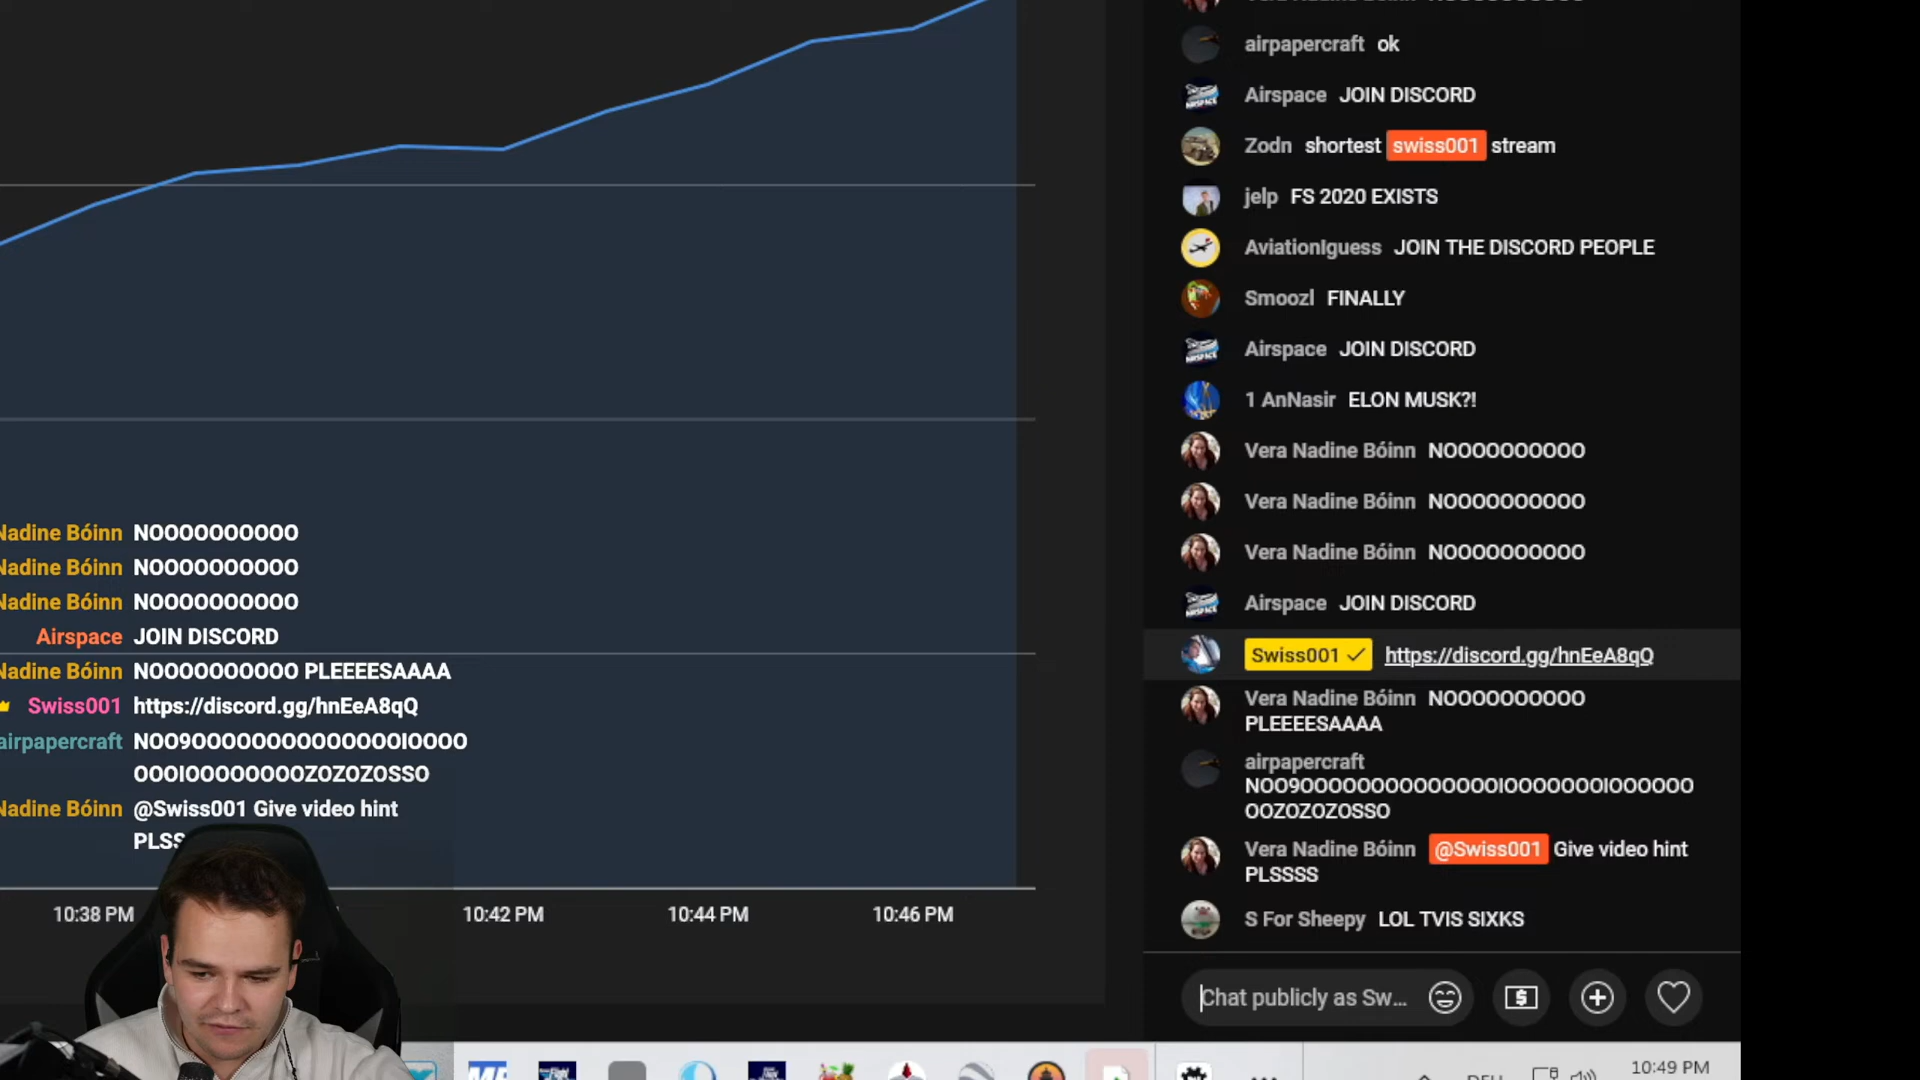 airpapercraft ok
Airspace JOIN DISCORD
Zodn shortest swiss001 stream
jelp FS 2020 EXISTS
AviationIguess JOIN THE DISCORD PEOPLE
Smoozl FINALLY
Airspace JOIN DISCORD
1 AnNasir ELON MUSK?!
Vera Nadine Bóinn NOOOOOOOOOO
Vera Nadine Bóinn NOOOOOOOOOO
Vera Nadine Bóinn NOOOOOOOOOO
Airspace JOIN DISCORD
Swiss001 https://discord.gg/hnEeA8qQ
Vera Nadine Bóinn NOOOOOOOOOO
PLEEEESAAAA
airpapercraft
NOO9OOOOOOOOOOOOOOIOOOOOOOIOOOOOO
OOZOZOZOSSO
Vera Nadine Bóinn @Swiss001 Give video hint
PLSSSS
S For Sheepy LOL TVIS SIXKS
Chat publicly as Sw...
Nadine Bóinn NOOOOOOOOOO
Nadine Bóinn NOOOOOOOOOO
Nadine Bóinn NOOOOOOOOOO
Airspace JOIN DISCORD
Nadine Bóinn NOOOOOOOOOO PLEEEESAAAA
Swiss001 https://discord.gg/hnEeA8qQ
airpapercraft NOO9OOOOOOOOOOOOOOIOOOO
OOOIOOOOOOOOZOZOZOSSO
Nadine Bóinn @Swiss001 Give video hint
PLSS
10:38 PM 10:42 PM 10:44 PM 10:46 PM
10:49 PM